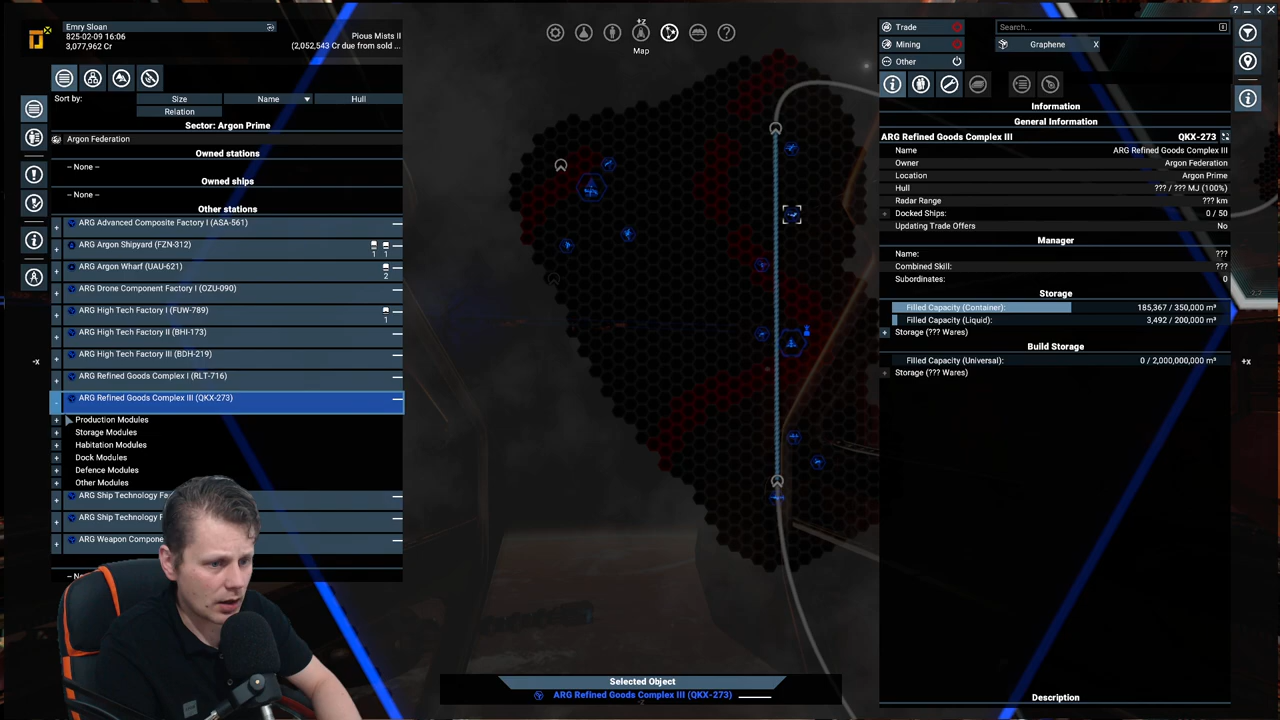 Emry Sloan
825-02-09 16:06
3,077,962 Cr
Pious Mists II
(2,052,543 Cr due from sold ...
Sort by:
Size
Name
Hull
Relation
Sector: Argon Prime
Argon Federation
Owned stations
-- None --
Owned ships
-- None --
Other stations
ARG Advanced Composite Factory I (ASA-561)
ARG Argon Shipyard (FZN-312)
1 1
ARG Argon Wharf (UAU-621)
2
ARG Drone Component Factory I (OZU-090)
ARG High Tech Factory I (FUW-789)
1
ARG High Tech Factory II (BHI-173)
ARG High Tech Factory III (BDH-219)
ARG Refined Goods Complex I (RLT-716)
ARG Refined Goods Complex III (QKX-273)
Production Modules
Storage Modules
Habitation Modules
Dock Modules
Defence Modules
Other Modules
ARG Ship Technology
ARG Ship Technology
ARG Weapon
+Z
Map
-X
+X
Selected Object
ARG Refined Goods Complex III (QKX-273)
-Z
Trade
Mining
Other
Search...
Graphene X
Information
General Information
ARG Refined Goods Complex III QKX-273
Name ARG Refined Goods Complex III
Owner Argon Federation
Location Argon Prime
Hull ??? / ??? MJ (100%)
Radar Range ??? km
Docked Ships: 0 / 50
Updating Trade Offers No
Manager
Name: ???
Combined Skill: ???
Subordinates: 0
Storage
Filled Capacity (Container): 185,367 / 350,000 m³
Filled Capacity (Liquid): 3,492 / 200,000 m³
Storage (??? Wares)
Build Storage
Filled Capacity (Universal): 0 / 2,000,000,000 m³
Storage (??? Wares)
Description